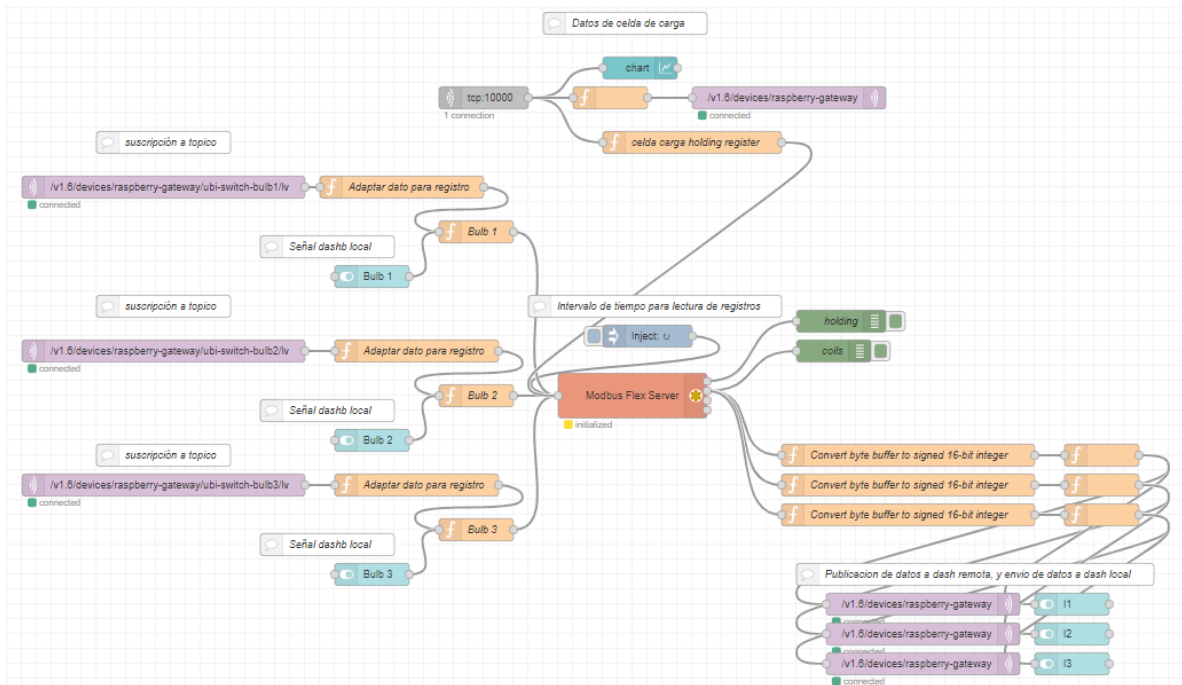 Datos de celda de carga
chart
tcp:10000
1 connection
/v1.6/devices/raspberry-gateway
connected
celda carga holding register
suscripción a topico
/v1.6/devices/raspberry-gateway/ubi-switch-bulb1/lv
connected
Adaptar dato para registro
Bulb 1
Señal dashb local
Bulb 1
suscripción a topico
Intervalo de tiempo para lectura de registros
Inject: ↻
holding
coils
/v1.6/devices/raspberry-gateway/ubi-switch-bulb2/lv
connected
Adaptar dato para registro
Bulb 2
Modbus Flex Server
initialized
Señal dashb local
Bulb 2
suscripción a topico
/v1.6/devices/raspberry-gateway/ubi-switch-bulb3/lv
connected
Adaptar dato para registro
Bulb 3
Señal dashb local
Bulb 3
Convert byte buffer to signed 16-bit integer
Convert byte buffer to signed 16-bit integer
Convert byte buffer to signed 16-bit integer
Publicacion de datos a dash remota, y envio de datos a dash local
/v1.6/devices/raspberry-gateway
I1
connected
/v1.6/devices/raspberry-gateway
I2
connected
/v1.6/devices/raspberry-gateway
I3
connected